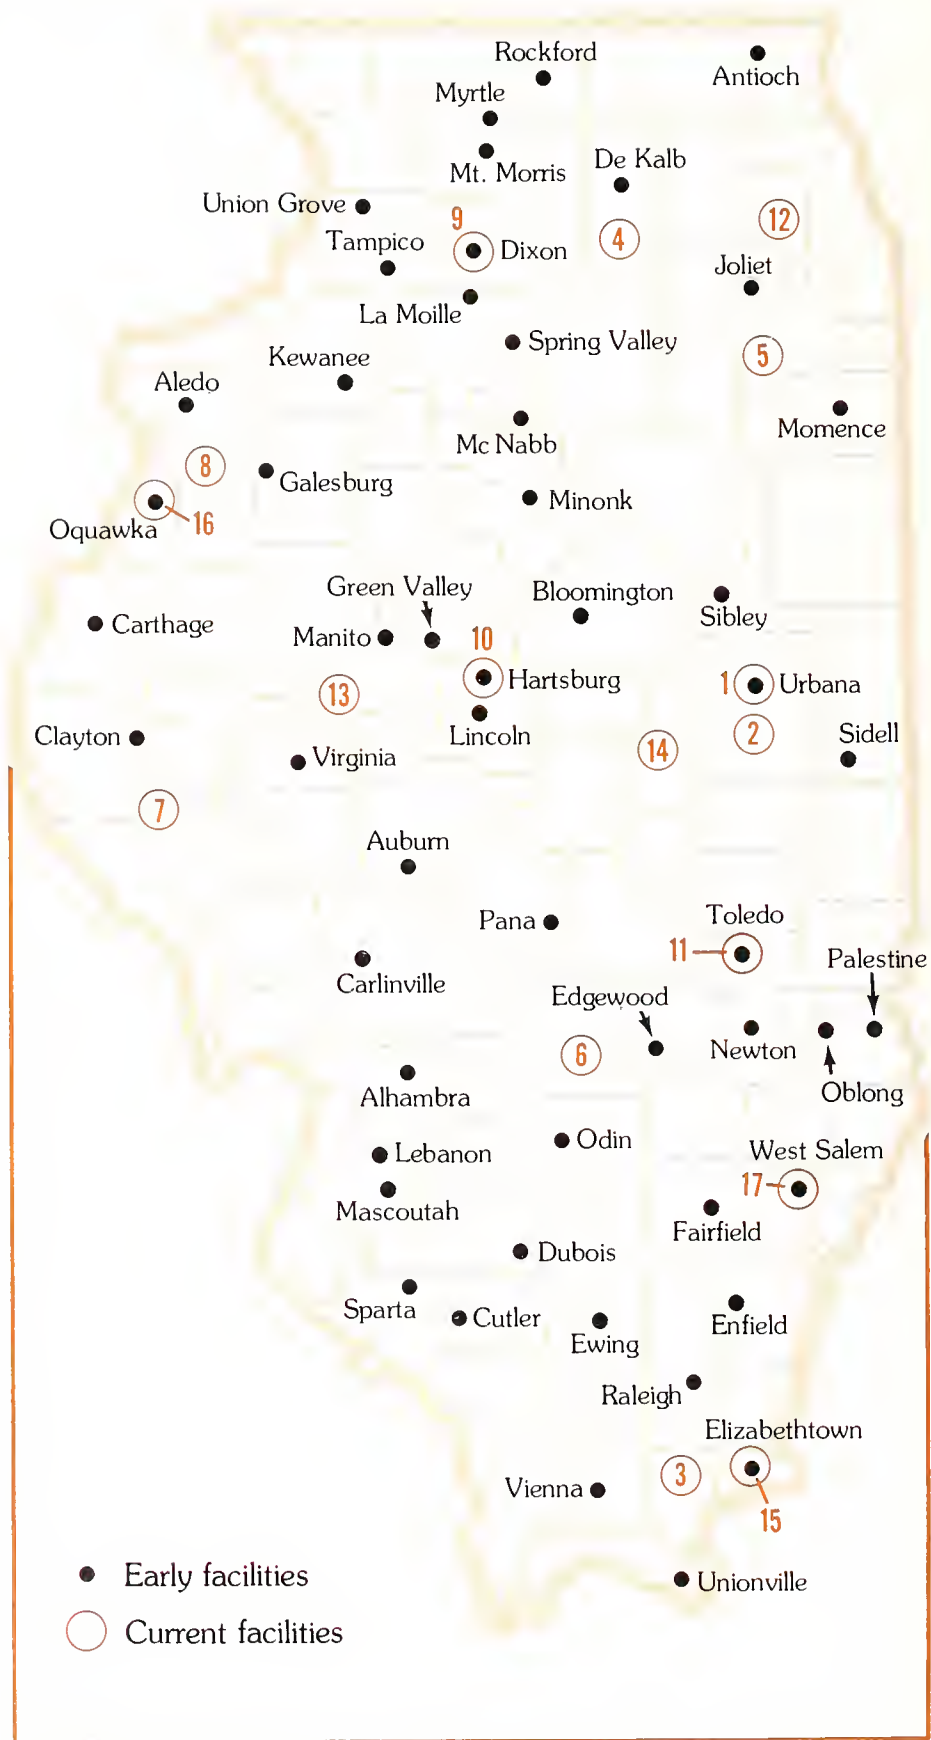 Rockford
Antioch
Myrtle
Mt. Morris
De Kalb
Union Grove
9
12
4
Tampico
Dixon
Joliet
La Moille
Spring Valley
5
Kewanee
Aledo
Momence
Mc Nabb
8
Galesburg
Minonk
Oquawka
16
Green Valley
Bloomington
Sibley
Carthage
Manito
10
Hartsburg
1
Urbana
13
Lincoln
Clayton
2
Sidell
14
Virginia
7
Auburn
Pana
Toledo
11
Palestine
Carlinville
Edgewood
6
Newton
Oblong
Alhambra
Odin
Lebanon
West Salem
17
Mascoutah
Fairfield
Dubois
Sparta
Cutler
Enfield
Ewing
Raleigh
Elizabethtown
3
Vienna
15
Early facilities
Unionville
Current facilities